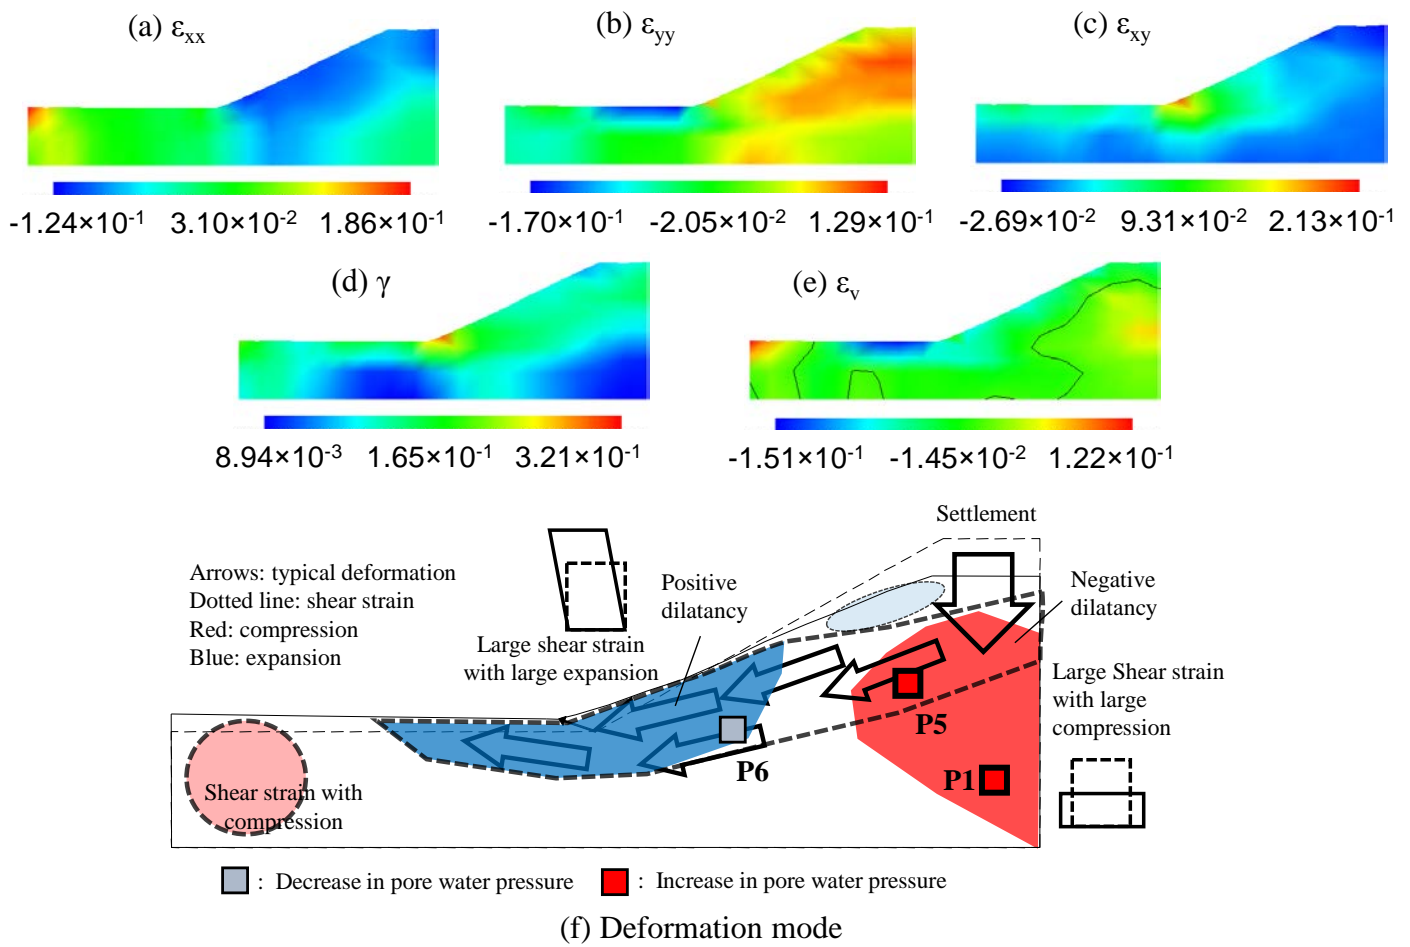 (a) εxx
(b) εyy
(c) εxy
-1.24×10-1 3.10×10-2 1.86×10-1
-1.70×10-1 -2.05×10-2 1.29×10-1
-2.69×10-2 9.31×10-2 2.13×10-1
(d) γ
(e) εv
8.94×10-3 1.65×10-1 3.21×10-1
-1.51×10-1 -1.45×10-2 1.22×10-1
Settlement
Arrows: typical deformation
Dotted line: shear strain
Red: compression
Blue: expansion
Positive
dilatancy
Negative
dilatancy
Large shear strain
with large expansion
Large Shear strain
with large
compression
P5
P6
P1
Shear strain with
compression
: Decrease in pore water pressure
: Increase in pore water pressure
(f) Deformation mode